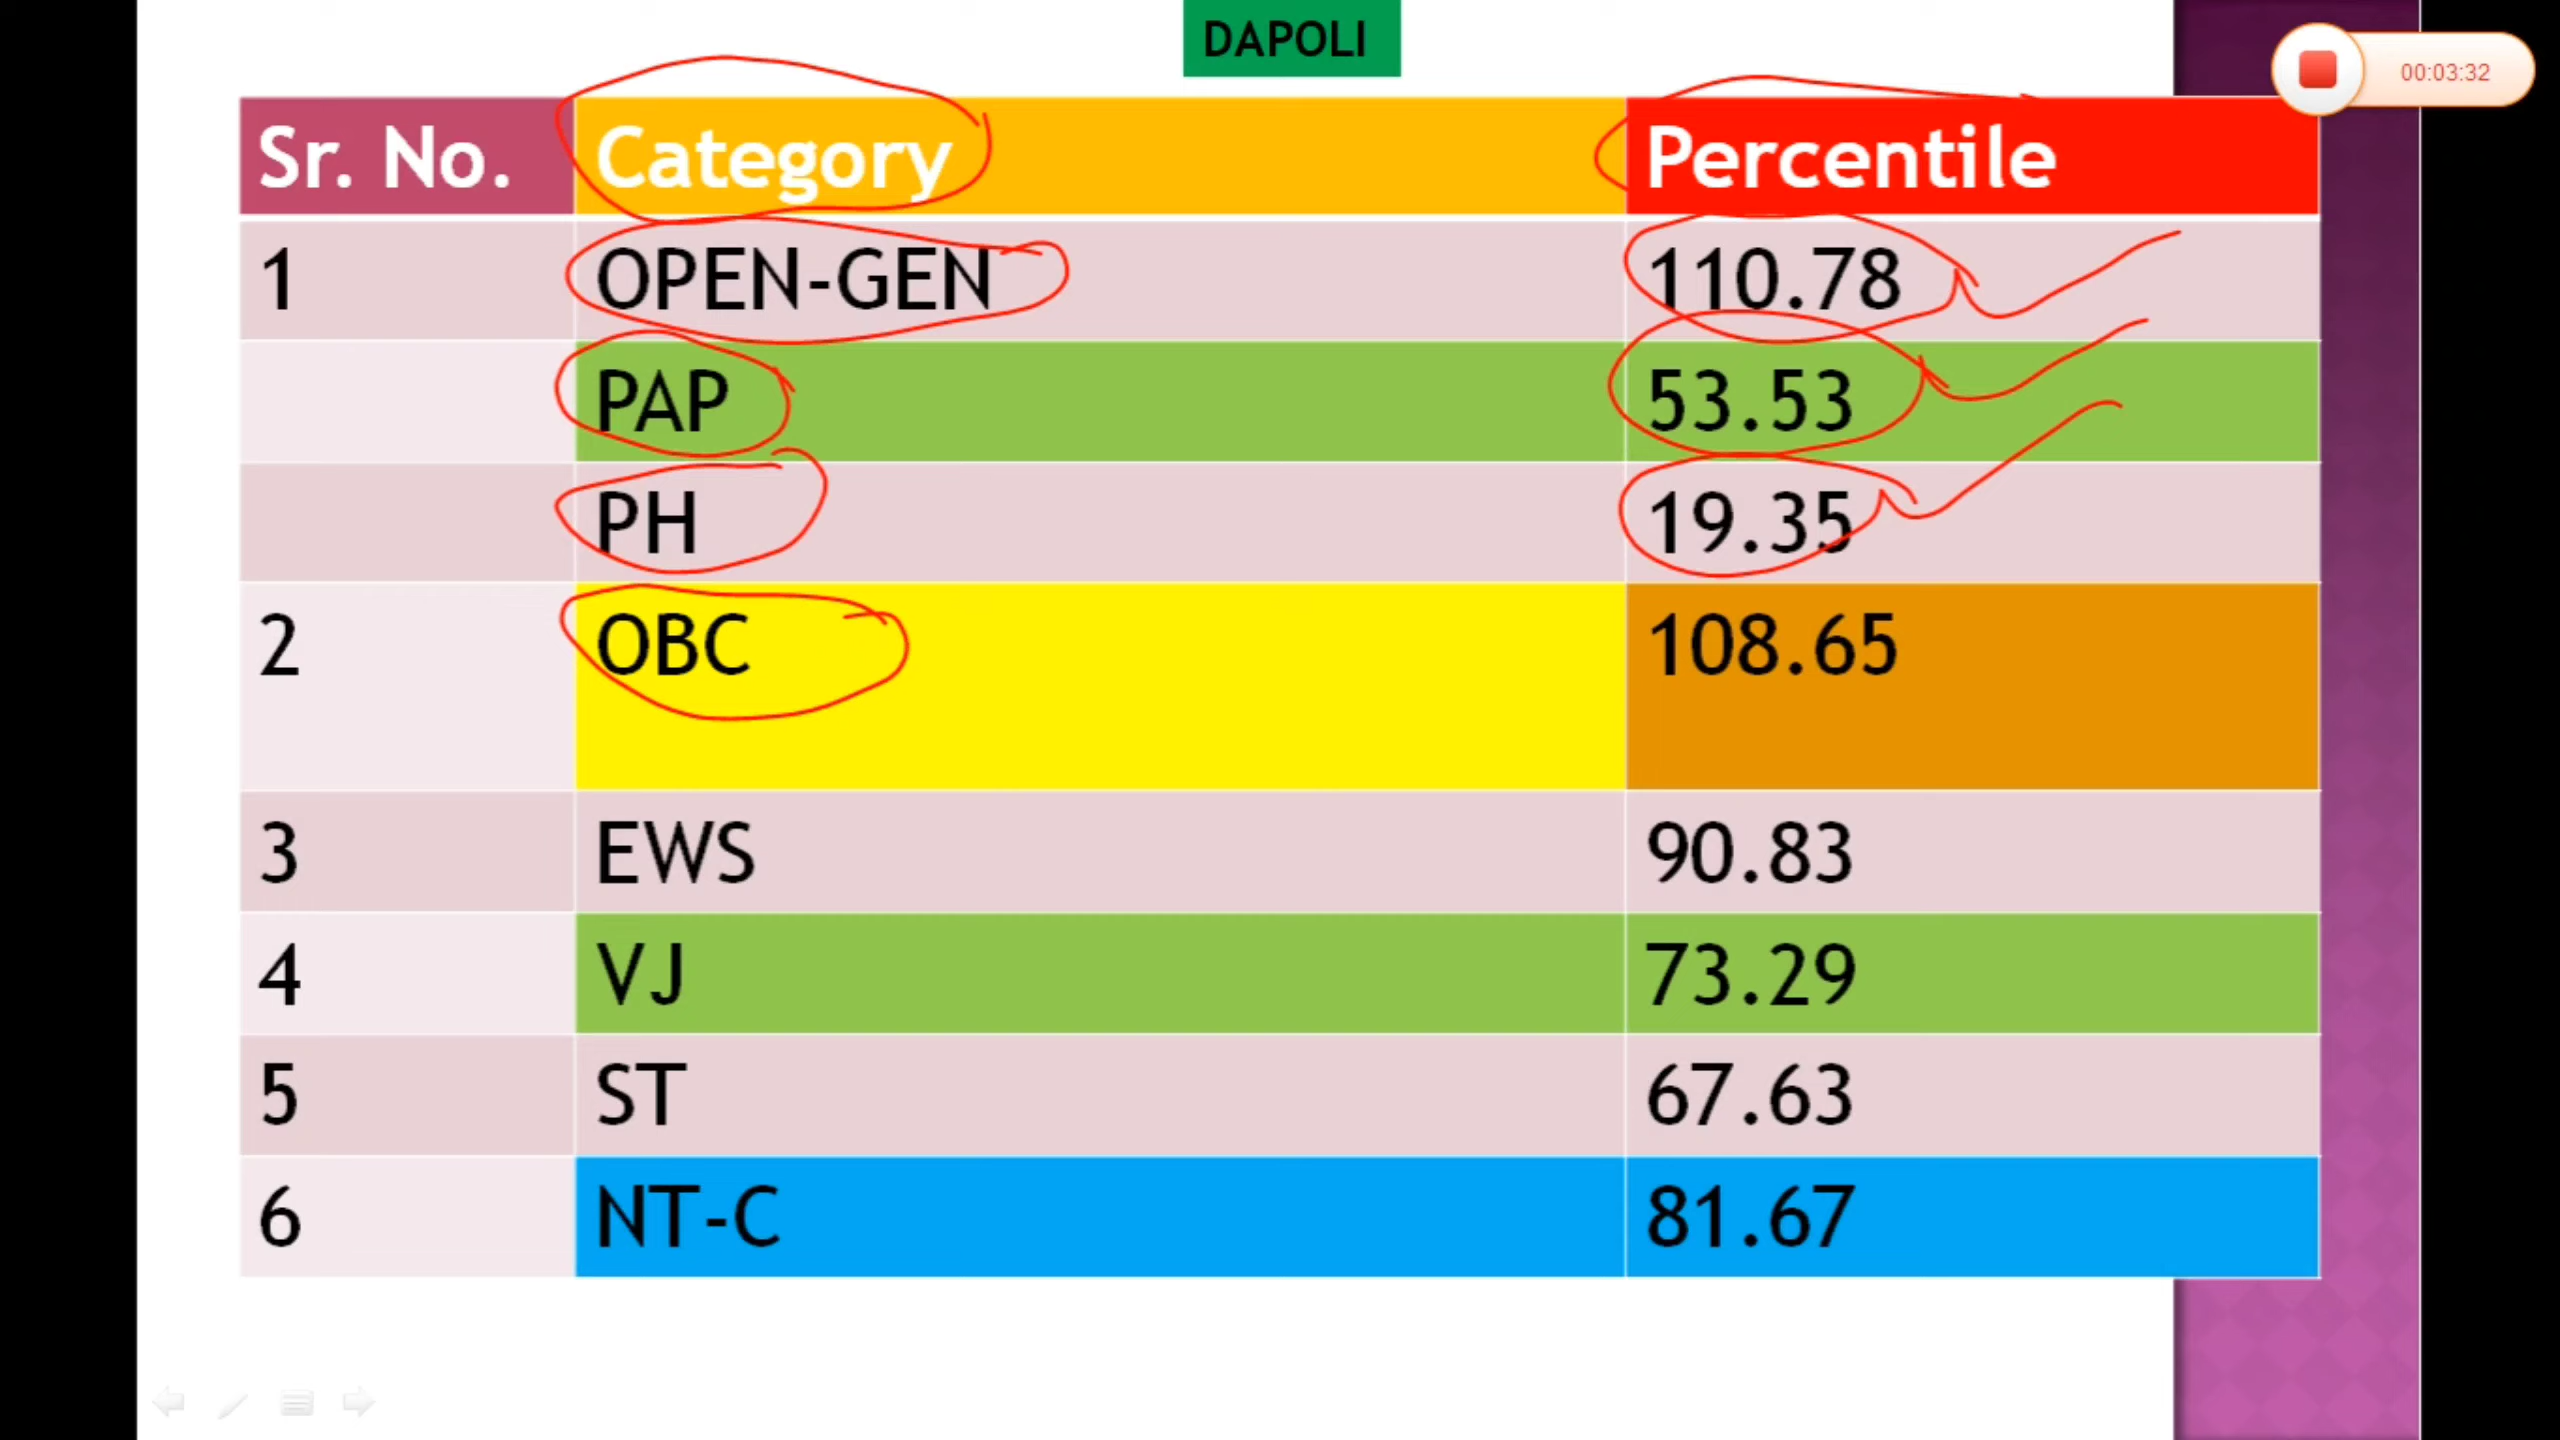 DAPOLI
00:03:32
Sr. No. Category Percentile
1 OPEN-GEN 110.78
PAP 53.53
PH 19.35
2 OBC 108.65
3 EWS 90.83
4 VJ 73.29
5 ST 67.63
6 NT-C 81.67